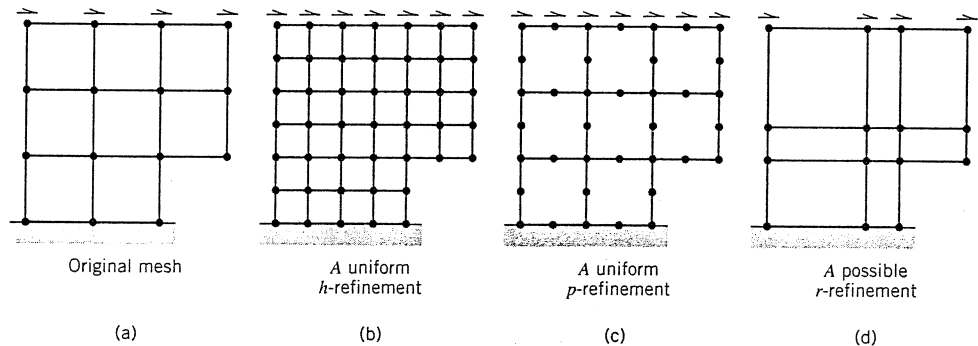 Original mesh
A uniform
h-refinement
A uniform
p-refinement
A possible
r-refinement
(a)
(b)
(c)
(d)